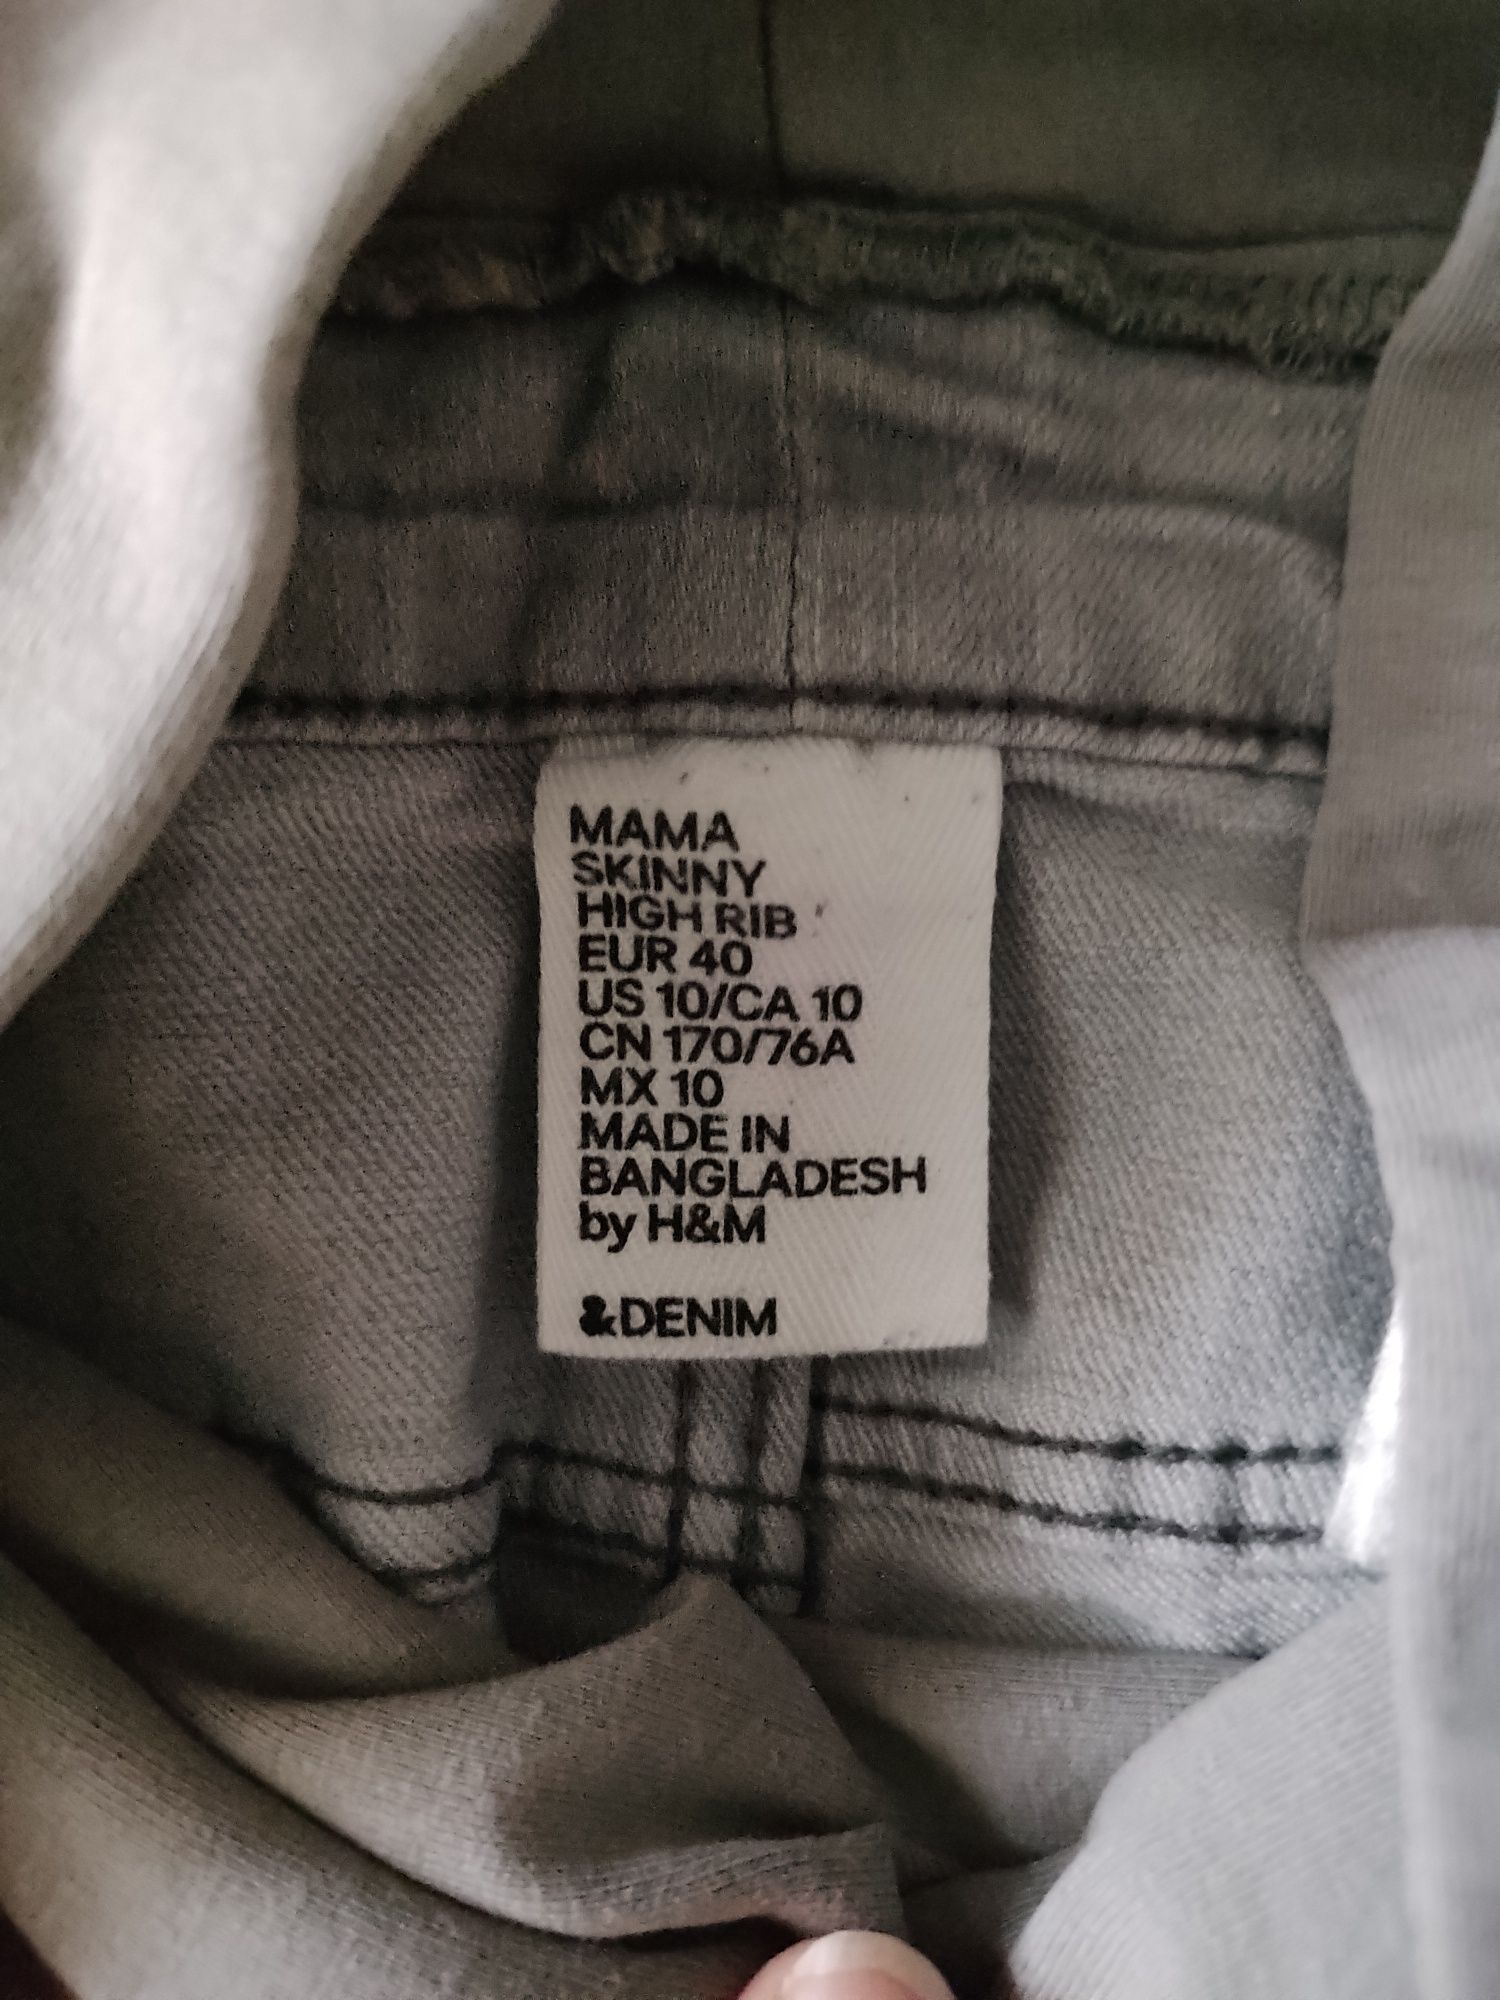 MAMA
SKINNY
HIGH RIB
EUR 40
US 10/CA 10
CN 170/76A
MX 10
MADE IN
BANGLADESH
by H&M
&DENIM